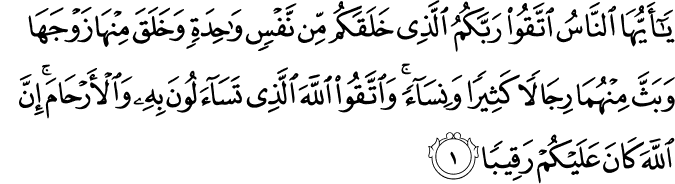 يَـٰٓأَيُّهَا ٱلنَّاسُ ٱتَّقُوا۟ رَبَّكُمُ ٱلَّذِى خَلَقَكُم مِّن نَّفْسٍ وَٰحِدَةٍ وَخَلَقَ مِنْهَا زَوْجَهَا
وَبَثَّ مِنْهُمَا رِجَالًا كَثِيرًا وَنِسَآءً ۚ وَٱتَّقُوا۟ ٱللَّهَ ٱلَّذِى تَسَآءَلُونَ بِهِۦ وَٱلْأَرْحَامَ ۚ إِنَّ
ٱللَّهَ كَانَ عَلَيْكُمْ رَقِيبًا ١